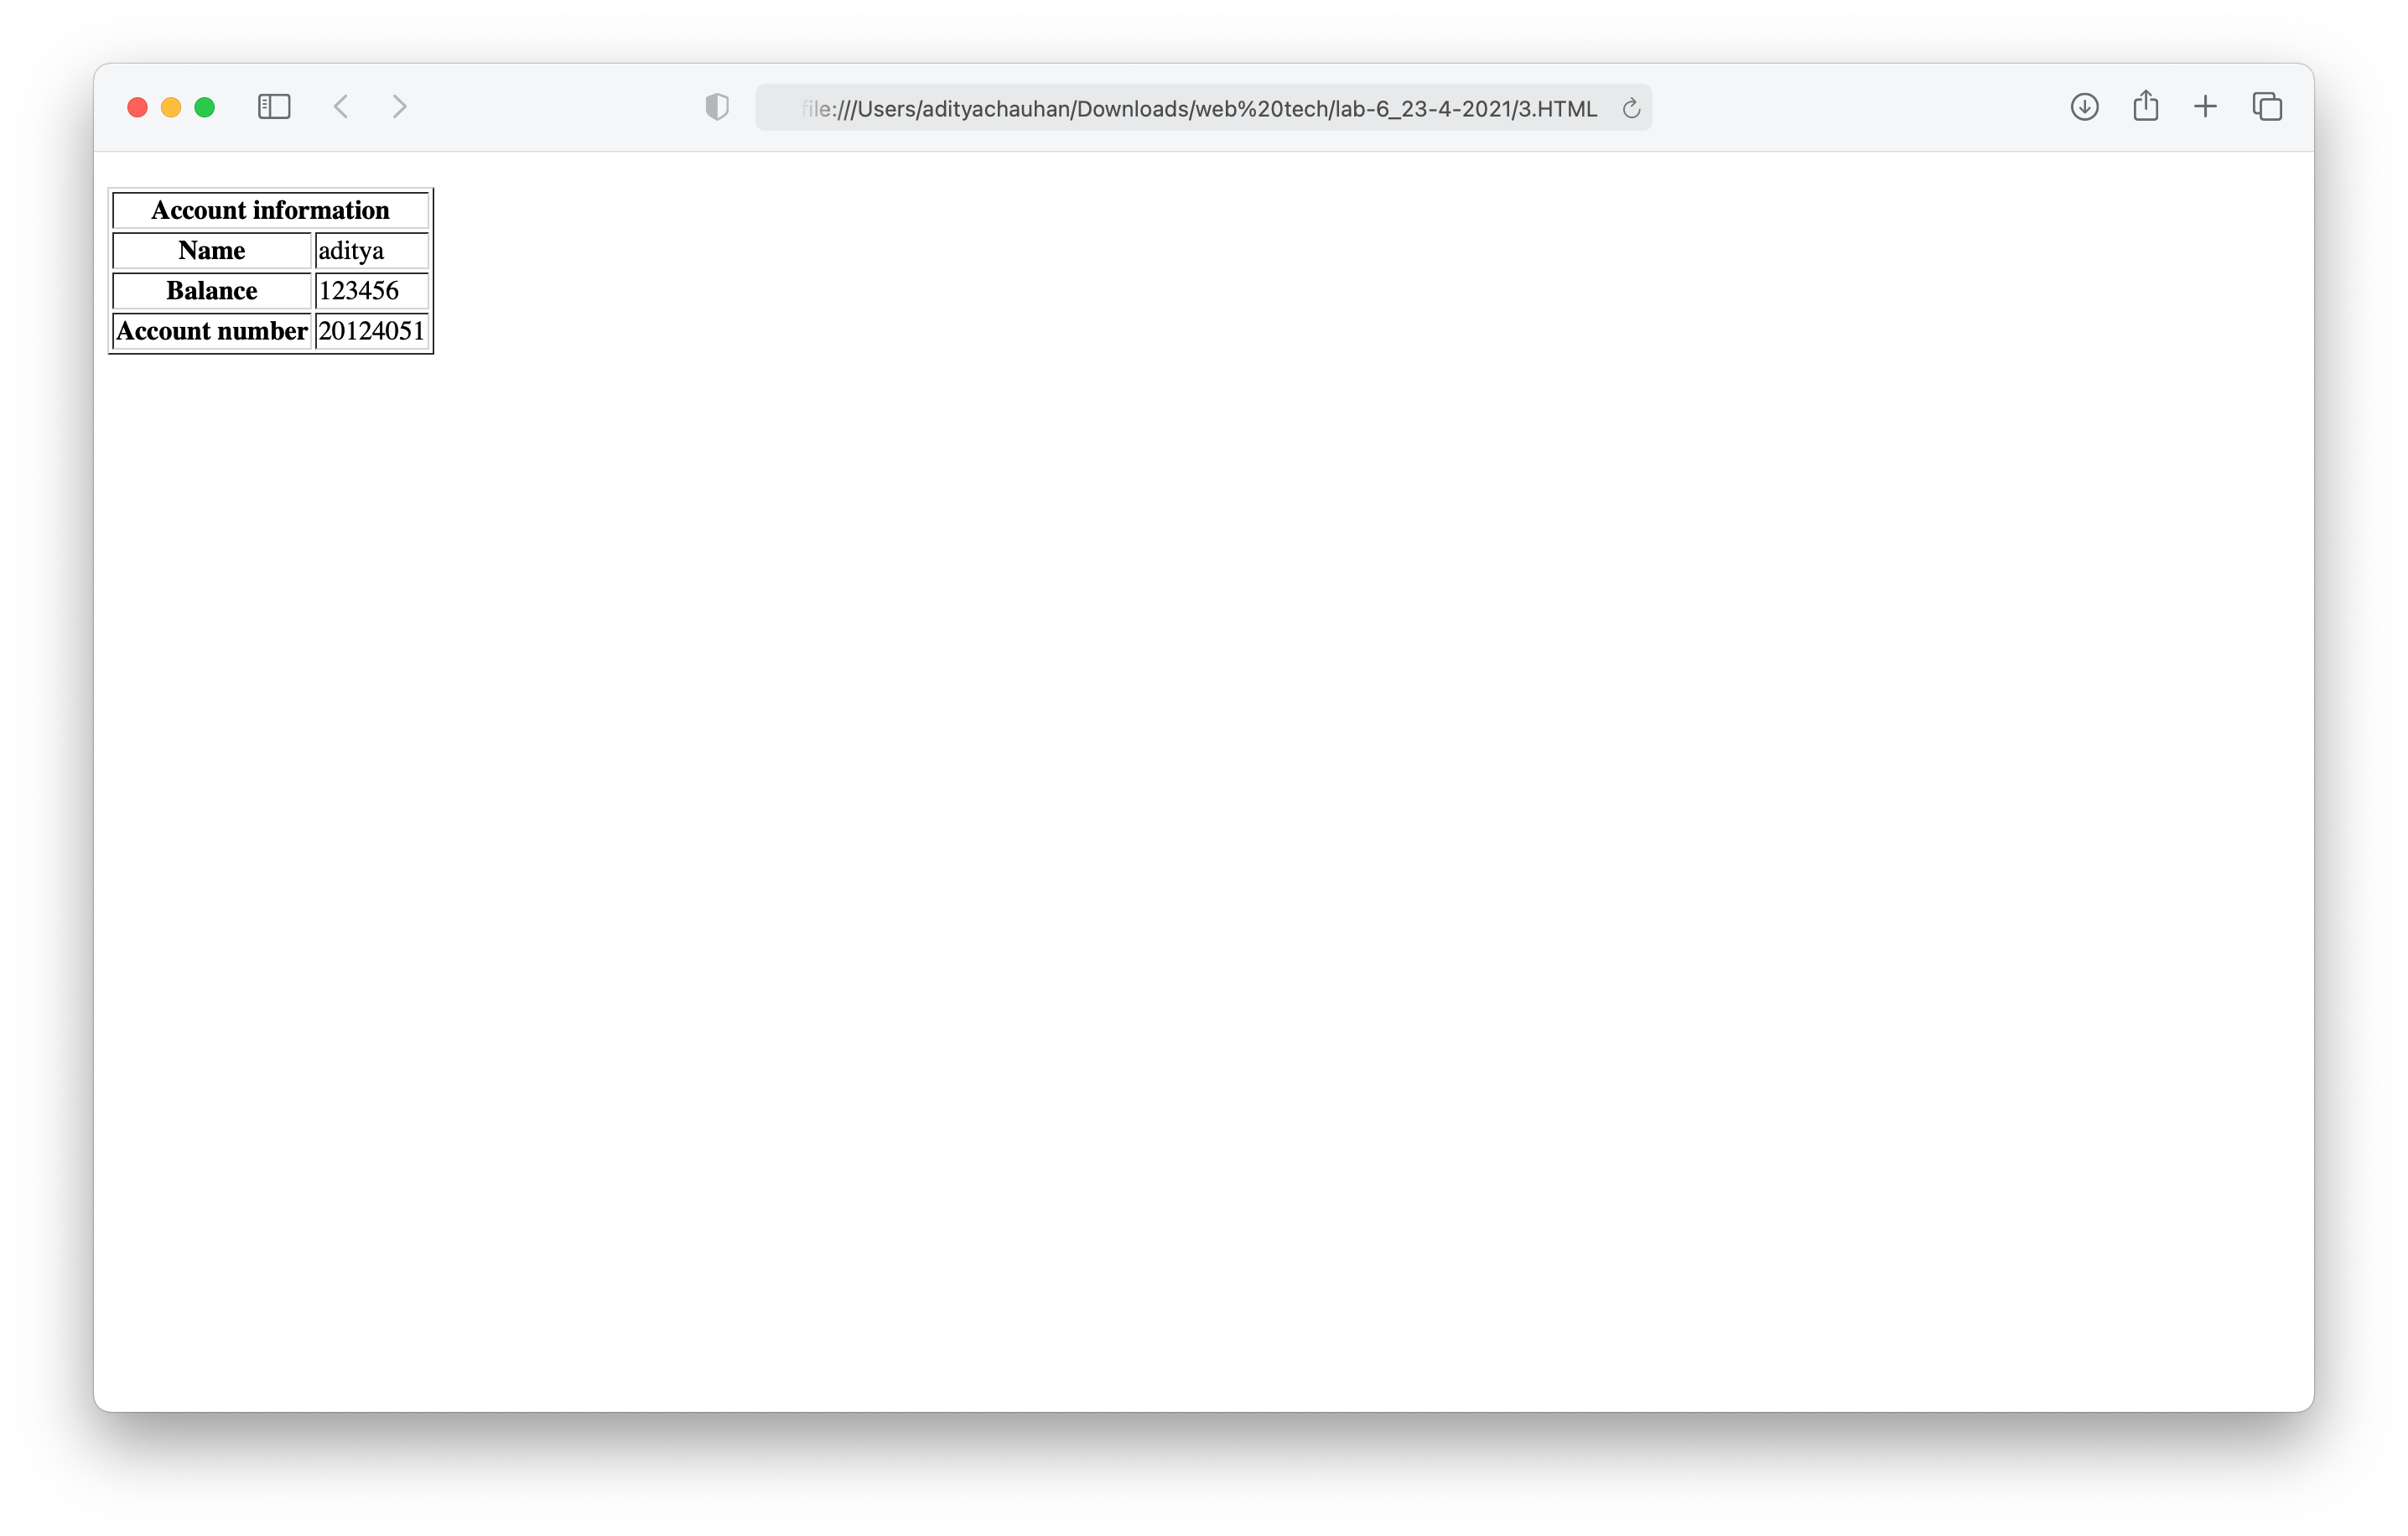 file:///Users/adityachauhan/Downloads/web%20tech/lab-6_23-4-2021/3.HTML
Account information
Name aditya
Balance 123456
Account number 20124051